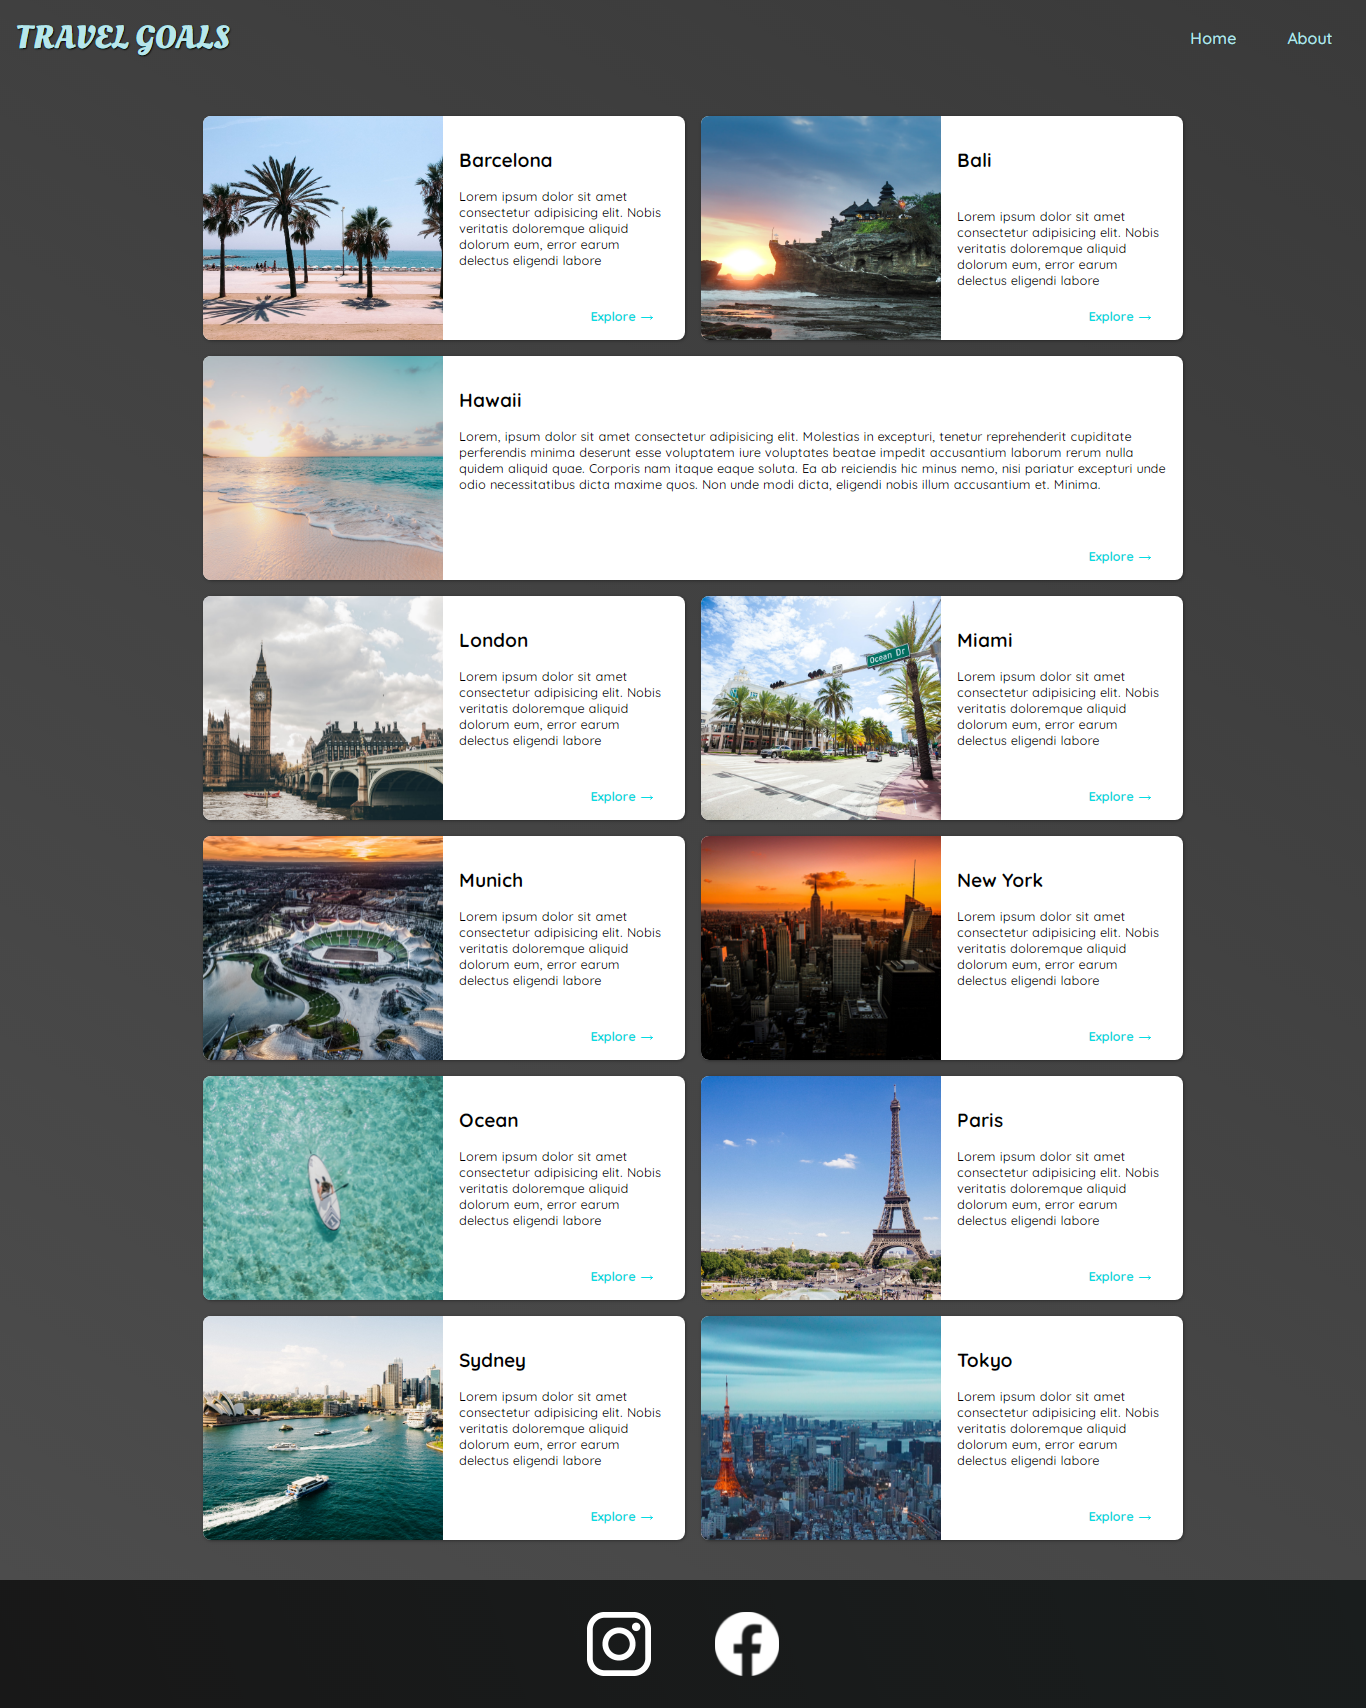 TRAVEL GOALS
Home
About
Barcelona
Lorem ipsum dolor sit amet
consectetur adipisicing elit. Nobis
veritatis doloremque aliquid
dolorum eum, error earum
delectus eligendi labore
Explore →
Bali
Lorem ipsum dolor sit amet
consectetur adipisicing elit. Nobis
veritatis doloremque aliquid
dolorum eum, error earum
delectus eligendi labore
Explore →
Hawaii
Lorem, ipsum dolor sit amet consectetur adipisicing elit. Molestias in excepturi, tenetur reprehenderit cupiditate
perferendis minima deserunt esse voluptatem iure voluptates beatae impedit accusantium laborum rerum nulla
quidem aliquid quae. Corporis nam itaque eaque soluta. Ea ab reiciendis hic minus nemo, nisi pariatur excepturi unde
odio necessitatibus dicta maxime quos. Non unde modi dicta, eligendi nobis illum accusantium et. Minima.
Explore →
London
Lorem ipsum dolor sit amet
consectetur adipisicing elit. Nobis
veritatis doloremque aliquid
dolorum eum, error earum
delectus eligendi labore
Explore →
Ocean Dr
Miami
Lorem ipsum dolor sit amet
consectetur adipisicing elit. Nobis
veritatis doloremque aliquid
dolorum eum, error earum
delectus eligendi labore
Explore →
Munich
Lorem ipsum dolor sit amet
consectetur adipisicing elit. Nobis
veritatis doloremque aliquid
dolorum eum, error earum
delectus eligendi labore
Explore →
New York
Lorem ipsum dolor sit amet
consectetur adipisicing elit. Nobis
veritatis doloremque aliquid
dolorum eum, error earum
delectus eligendi labore
Explore →
Ocean
Lorem ipsum dolor sit amet
consectetur adipisicing elit. Nobis
veritatis doloremque aliquid
dolorum eum, error earum
delectus eligendi labore
Explore →
Paris
Lorem ipsum dolor sit amet
consectetur adipisicing elit. Nobis
veritatis doloremque aliquid
dolorum eum, error earum
delectus eligendi labore
Explore →
Sydney
Lorem ipsum dolor sit amet
consectetur adipisicing elit. Nobis
veritatis doloremque aliquid
dolorum eum, error earum
delectus eligendi labore
Explore →
Tokyo
Lorem ipsum dolor sit amet
consectetur adipisicing elit. Nobis
veritatis doloremque aliquid
dolorum eum, error earum
delectus eligendi labore
Explore →